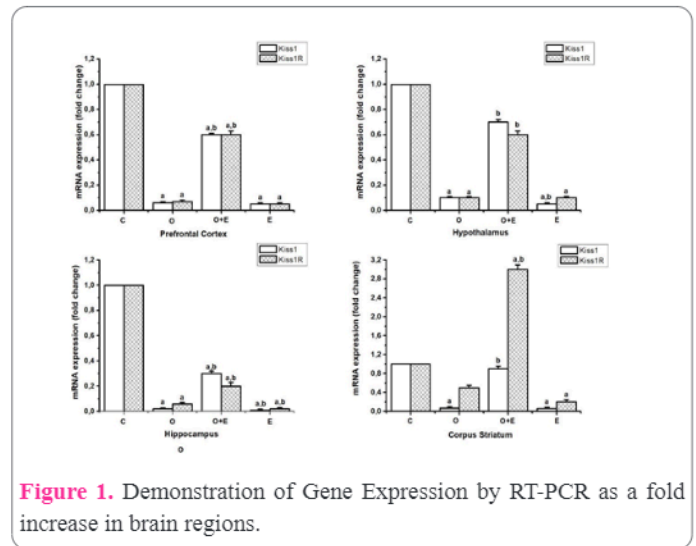 Kiss1
Kiss1R
1,2
1,0
0,8
0,6
0,4
0,2
0,0
mRNA expression (fold change)
a a
a,b a,b
a a
C O O+E E
Prefrontal Cortex
Kiss1
Kiss1R
1,2
1,0
0,8
0,6
0,4
0,2
0,0
mRNA expression (fold change)
a a
b b
a,b a
C O O+E E
Hypothalamus
Kiss1
Kiss1R
1,2
1,0
0,8
0,6
0,4
0,2
0,0
mRNA expression (fold change)
a a
a,b a,b
a,b a,b
C O O+E E
Hippocampus
O
Kiss1
Kiss1R
3,2
2,8
2,4
2,0
1,6
1,2
0,8
0,4
0,0
mRNA expression (fold change)
a
b a,b
a a
C O O+E E
Corpus Striatum
Figure 1. Demonstration of Gene Expression by RT-PCR as a fold
increase in brain regions.